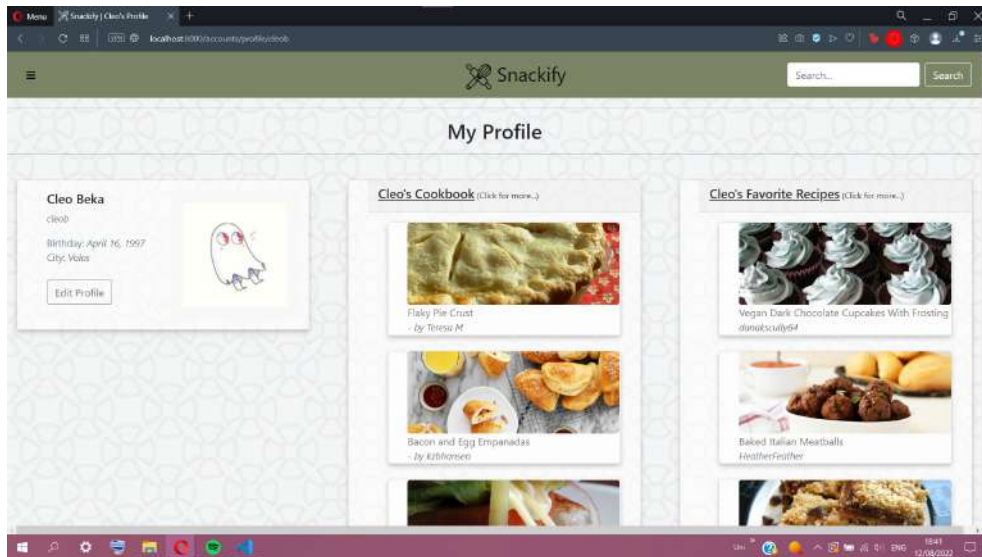 Menu
Snackify | Cleo's Profile
localhost:8000/accounts/profile/cleob
Snackify
Search...
Search
My Profile
Cleo Beka
cleob
Birthday: April 16, 1997
City: Volos
Edit Profile
Cleo's Cookbook (Click for more...)
Flaky Pie Crust
- by Teresa M
Bacon and Egg Empanadas
Cleo's Favorite Recipes (Click for more...)
Vegan Dark Chocolate Cupcakes With Frosting
danakscully64
Baked Italian Meatballs
HeatherFeather
ENG
18:41
12/08/2022